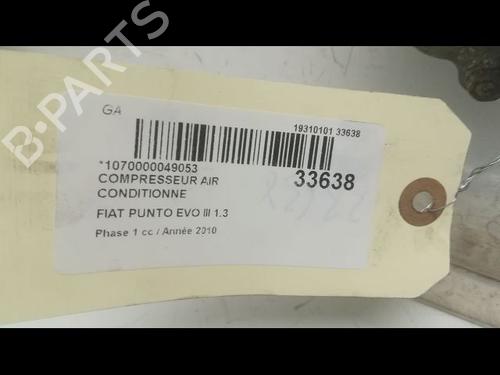 B-PARTS
GA
19310101 33638
*1070000049053
33638
COMPRESSEUR AIR
CONDITIONNE
FIAT PUNTO EVO III 1.3
Phase 1 cc / Année 2010